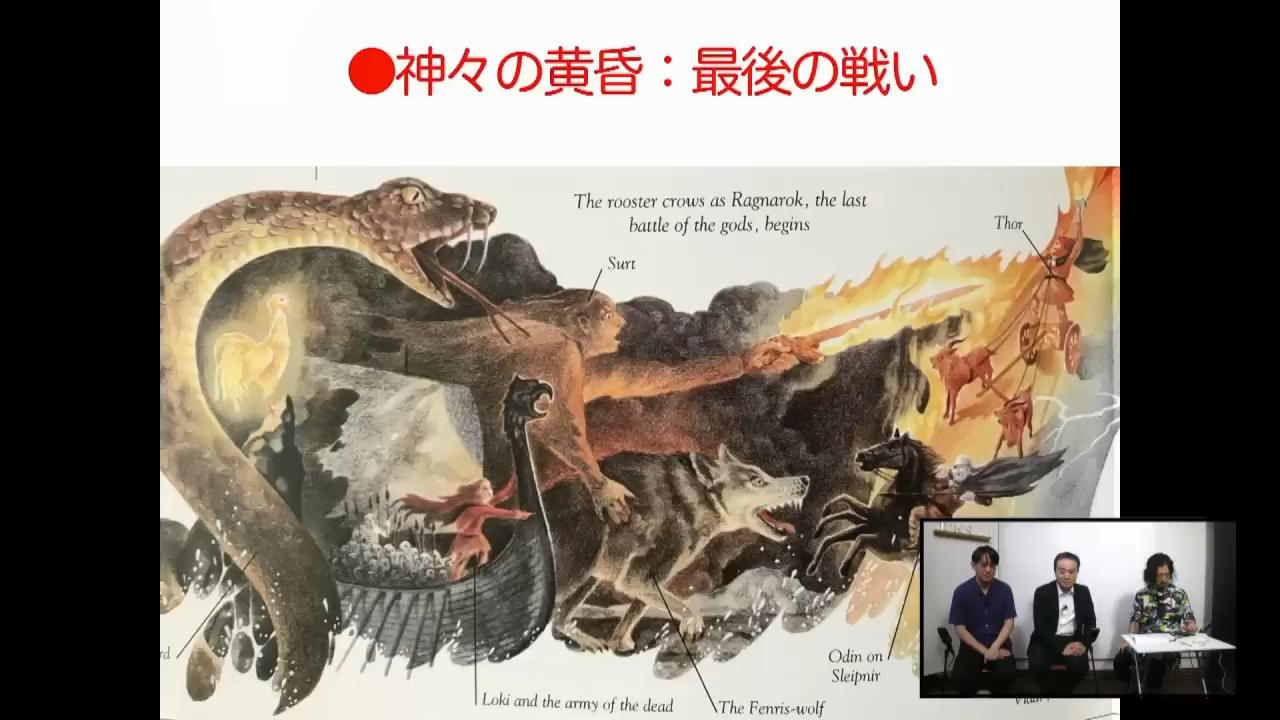 ●神々の黄昏：最後の戦い
The rooster crows as Ragnarok, the last
battle of the gods, begins
Thor
Surt
Odin on
Sleipnir
Loki and the army of the dead
The Fenris-wolf